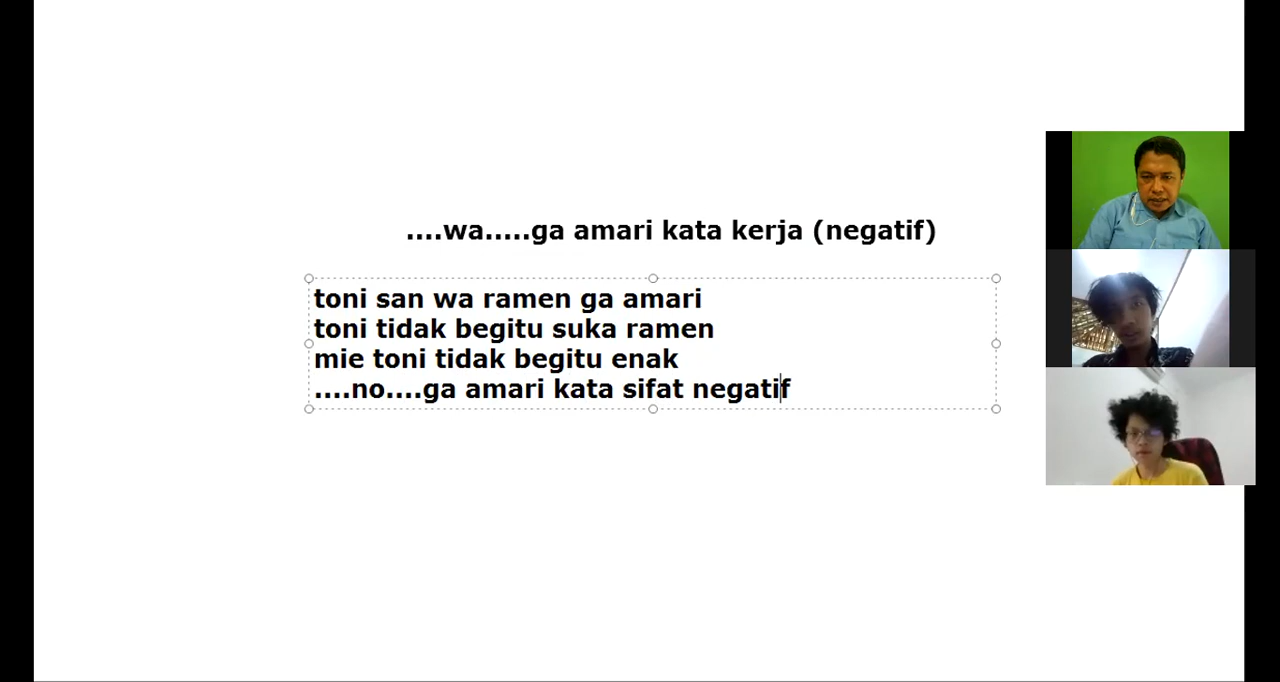 ....wa.....ga amari kata kerja (negatif)
toni san wa ramen ga amari
toni tidak begitu suka ramen
mie toni tidak begitu enak
....no....ga amari kata sifat negatif